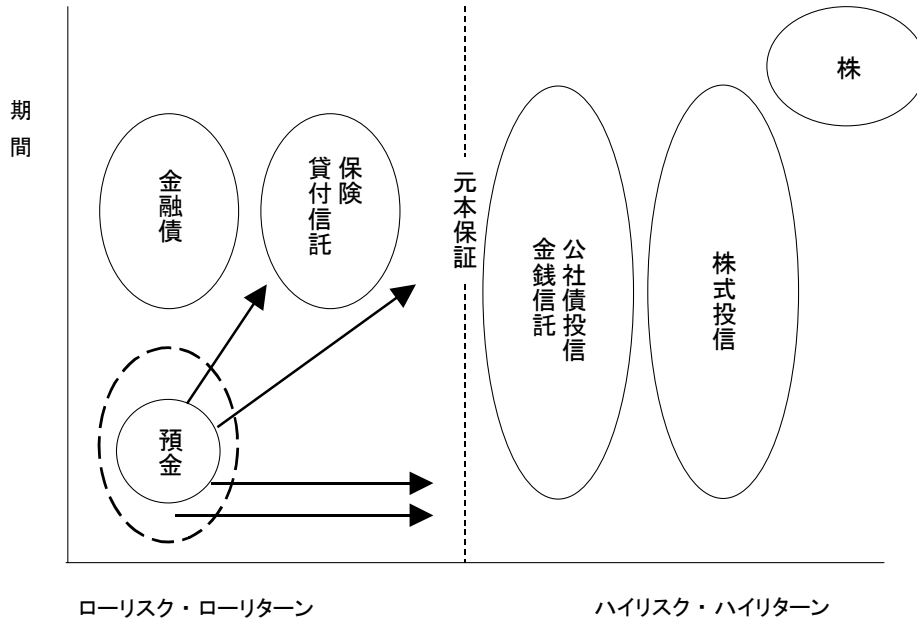 株
期間
金融債
保険
貸付信託
元本保証
公社債投信
金銭信託
株式投信
預金
ローリスク・ローリターン
ハイリスク・ハイリターン